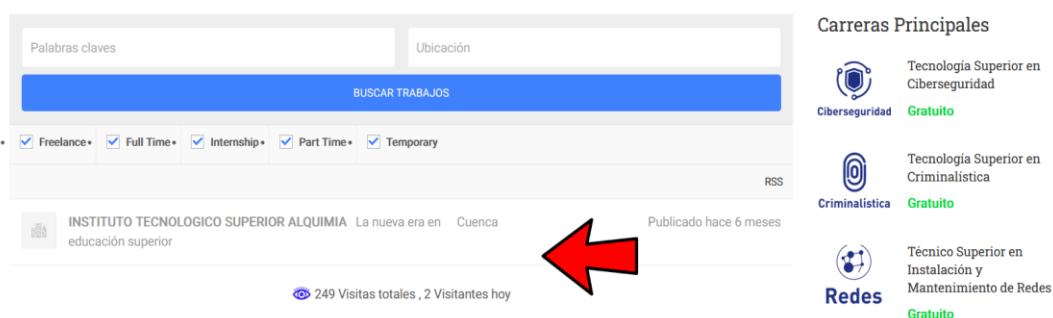 Palabras claves
Ubicación
BUSCAR TRABAJOS
• Freelance• Full Time• Internship• Part Time• Temporary
RSS
INSTITUTO TECNOLOGICO SUPERIOR ALQUIMIA La nueva era en
educación superior
Cuenca
Publicado hace 6 meses
249 Visitas totales , 2 Visitantes hoy
Carreras Principales
Ciberseguridad
Tecnología Superior en
Ciberseguridad
Gratuito
Criminalística
Tecnología Superior en
Criminalística
Gratuito
Redes
Técnico Superior en
Instalación y
Mantenimiento de Redes
Gratuito